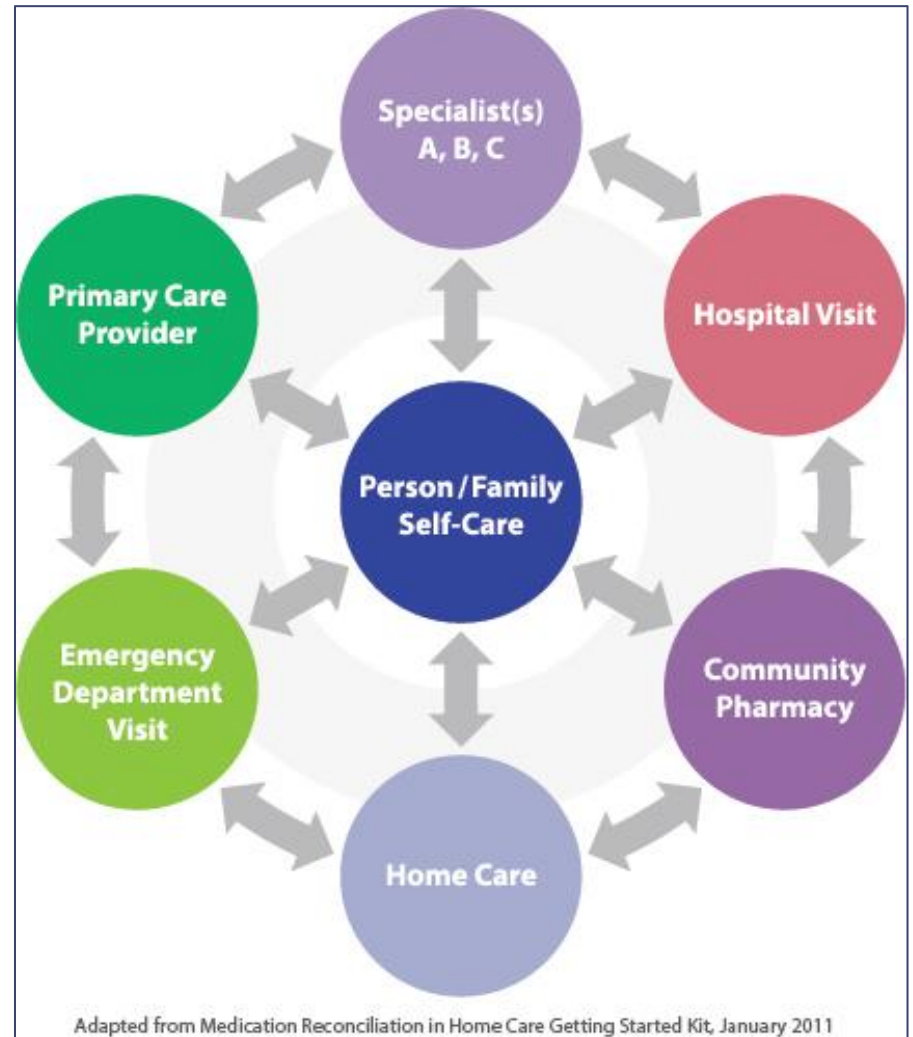 Specialist(s)
A, B, C
Primary Care
Provider
Hospital Visit
Person / Family
Self-Care
Emergency
Department
Visit
Community
Pharmacy
Home Care
Adapted from Medication Reconciliation in Home Care Getting Started Kit, January 2011